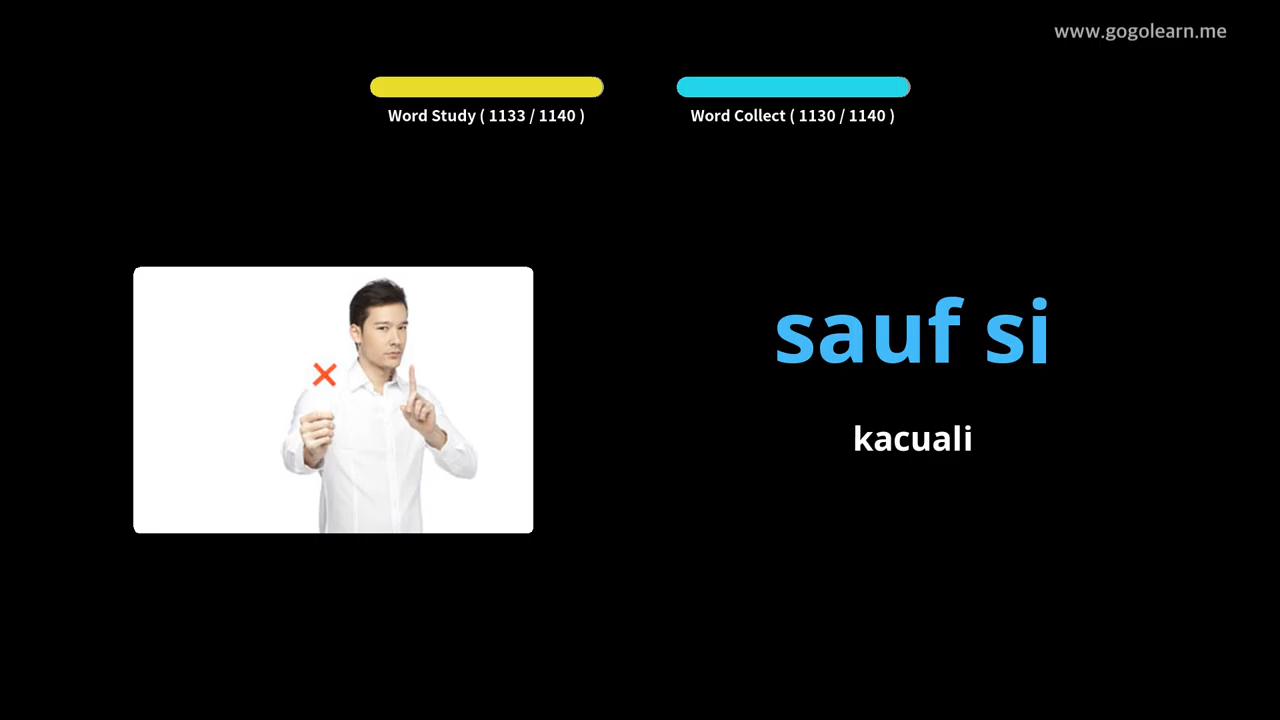 www.gogolearn.me
Word Study ( 1133 / 1140 )
Word Collect ( 1130 / 1140 )
sauf si
kacuali